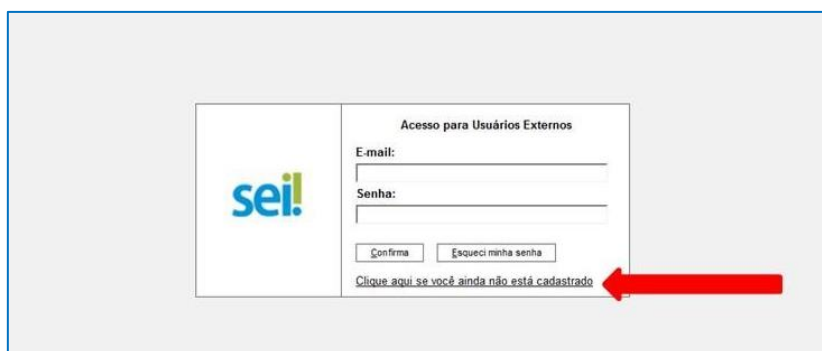 Acesso para Usuários Externos
E-mail:
sei!
Senha:
Confirma Esqueci minha senha
Clique aqui se você ainda não está cadastrado